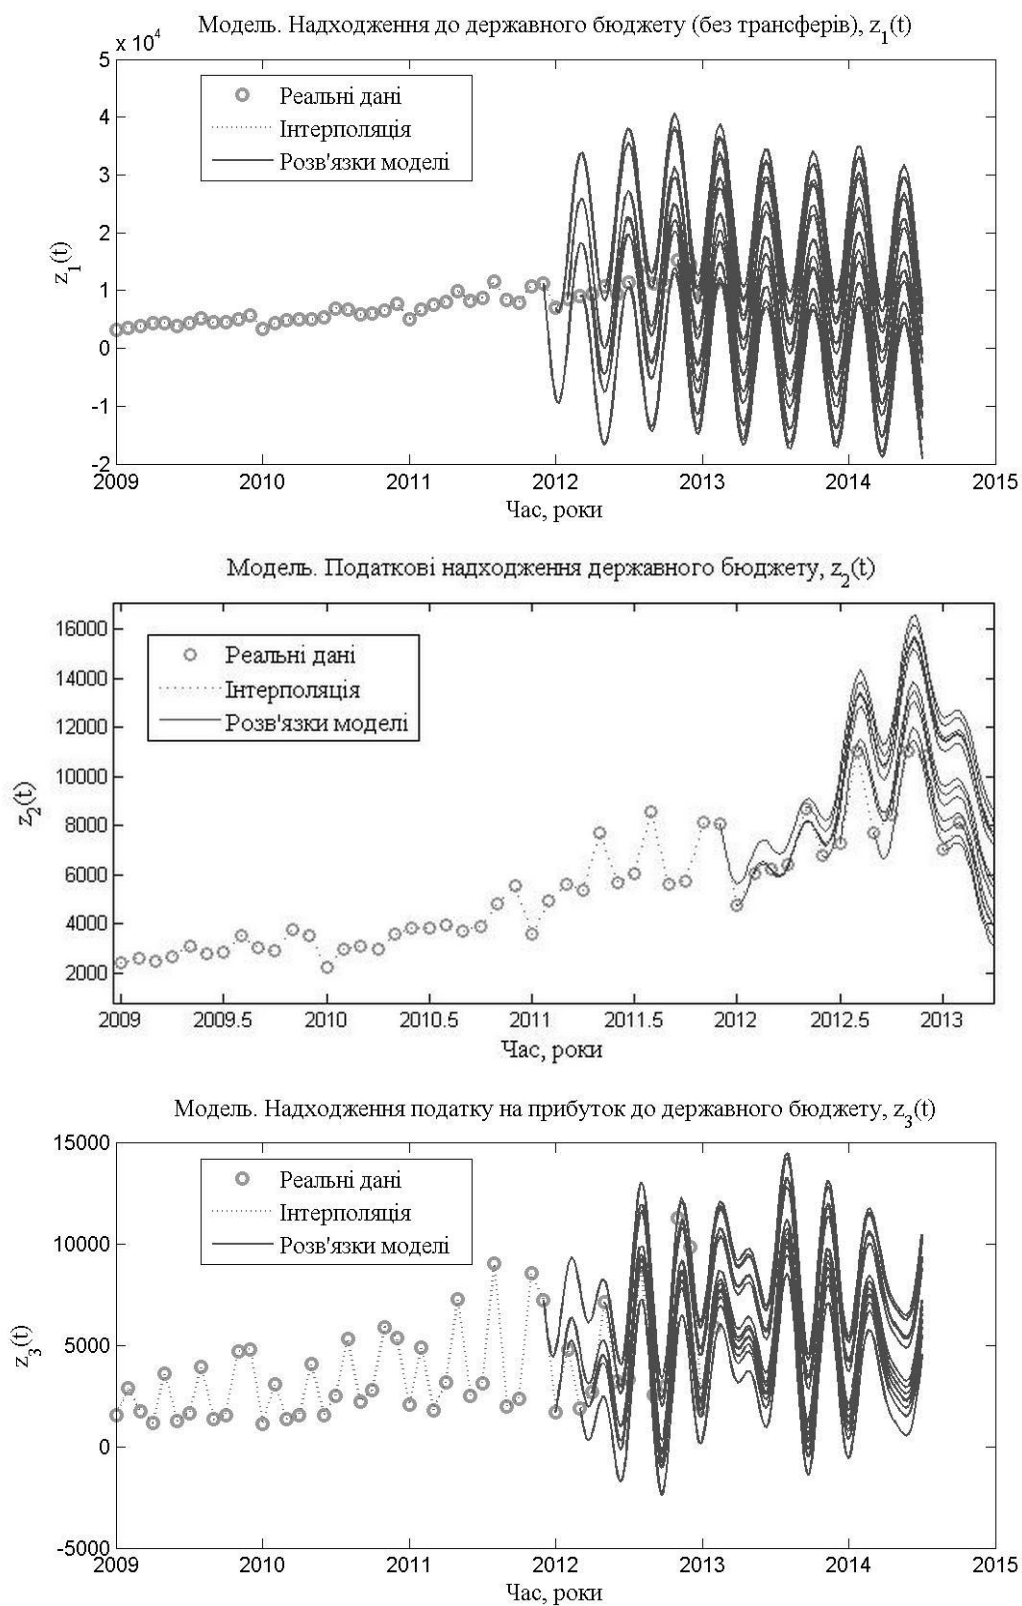 Модель. Надходження до державного бюджету (без трансферів), z1(t)
x 10^4
5
4
3
2
1
0
-1
-2
z1(t)
Реальні дані
Інтерполяція
Розв'язки моделі
2009 2010 2011 2012 2013 2014 2015
Час, роки
Модель. Податкові надходження державного бюджету, z2(t)
16000
14000
12000
10000
8000
6000
4000
2000
z2(t)
Реальні дані
Інтерполяція
Розв'язки моделі
2009 2009.5 2010 2010.5 2011 2011.5 2012 2012.5 2013
Час, роки
Модель. Надходження податку на прибуток до державного бюджету, z3(t)
15000
10000
5000
0
-5000
z3(t)
Реальні дані
Інтерполяція
Розв'язки моделі
2009 2010 2011 2012 2013 2014 2015
Час, роки